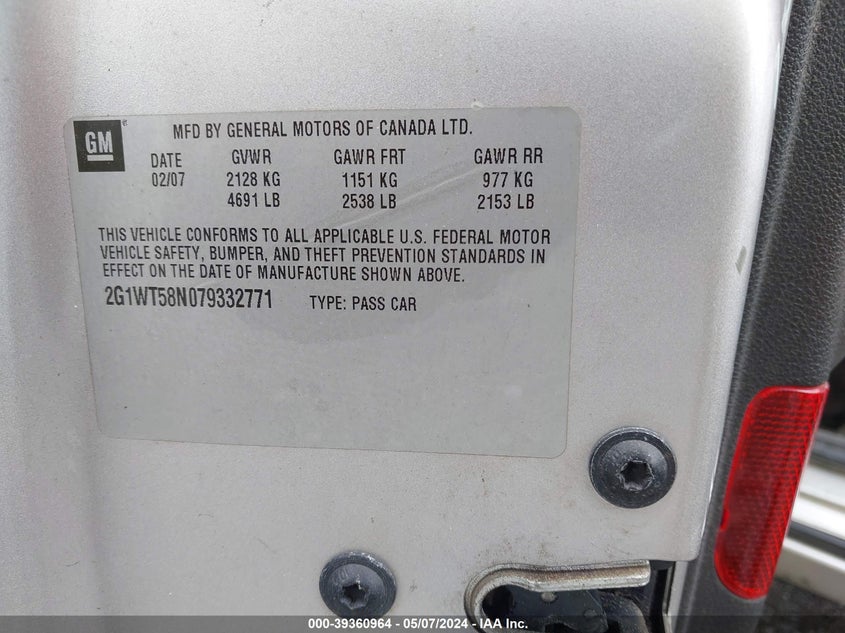 GM
MFD BY GENERAL MOTORS OF CANADA LTD.
DATE GVWR GAWR FRT GAWR RR
02/07 2128 KG 1151 KG 977 KG
4691 LB 2538 LB 2153 LB
THIS VEHICLE CONFORMS TO ALL APPLICABLE U.S. FEDERAL MOTOR
VEHICLE SAFETY, BUMPER, AND THEFT PREVENTION STANDARDS IN
EFFECT ON THE DATE OF MANUFACTURE SHOWN ABOVE.
2G1WT58N079332771 TYPE: PASS CAR
000-39360964 - 05/07/2024 - IAA Inc.